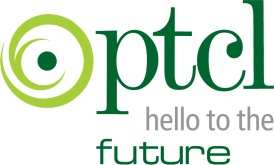 ptcl
hello to the
future